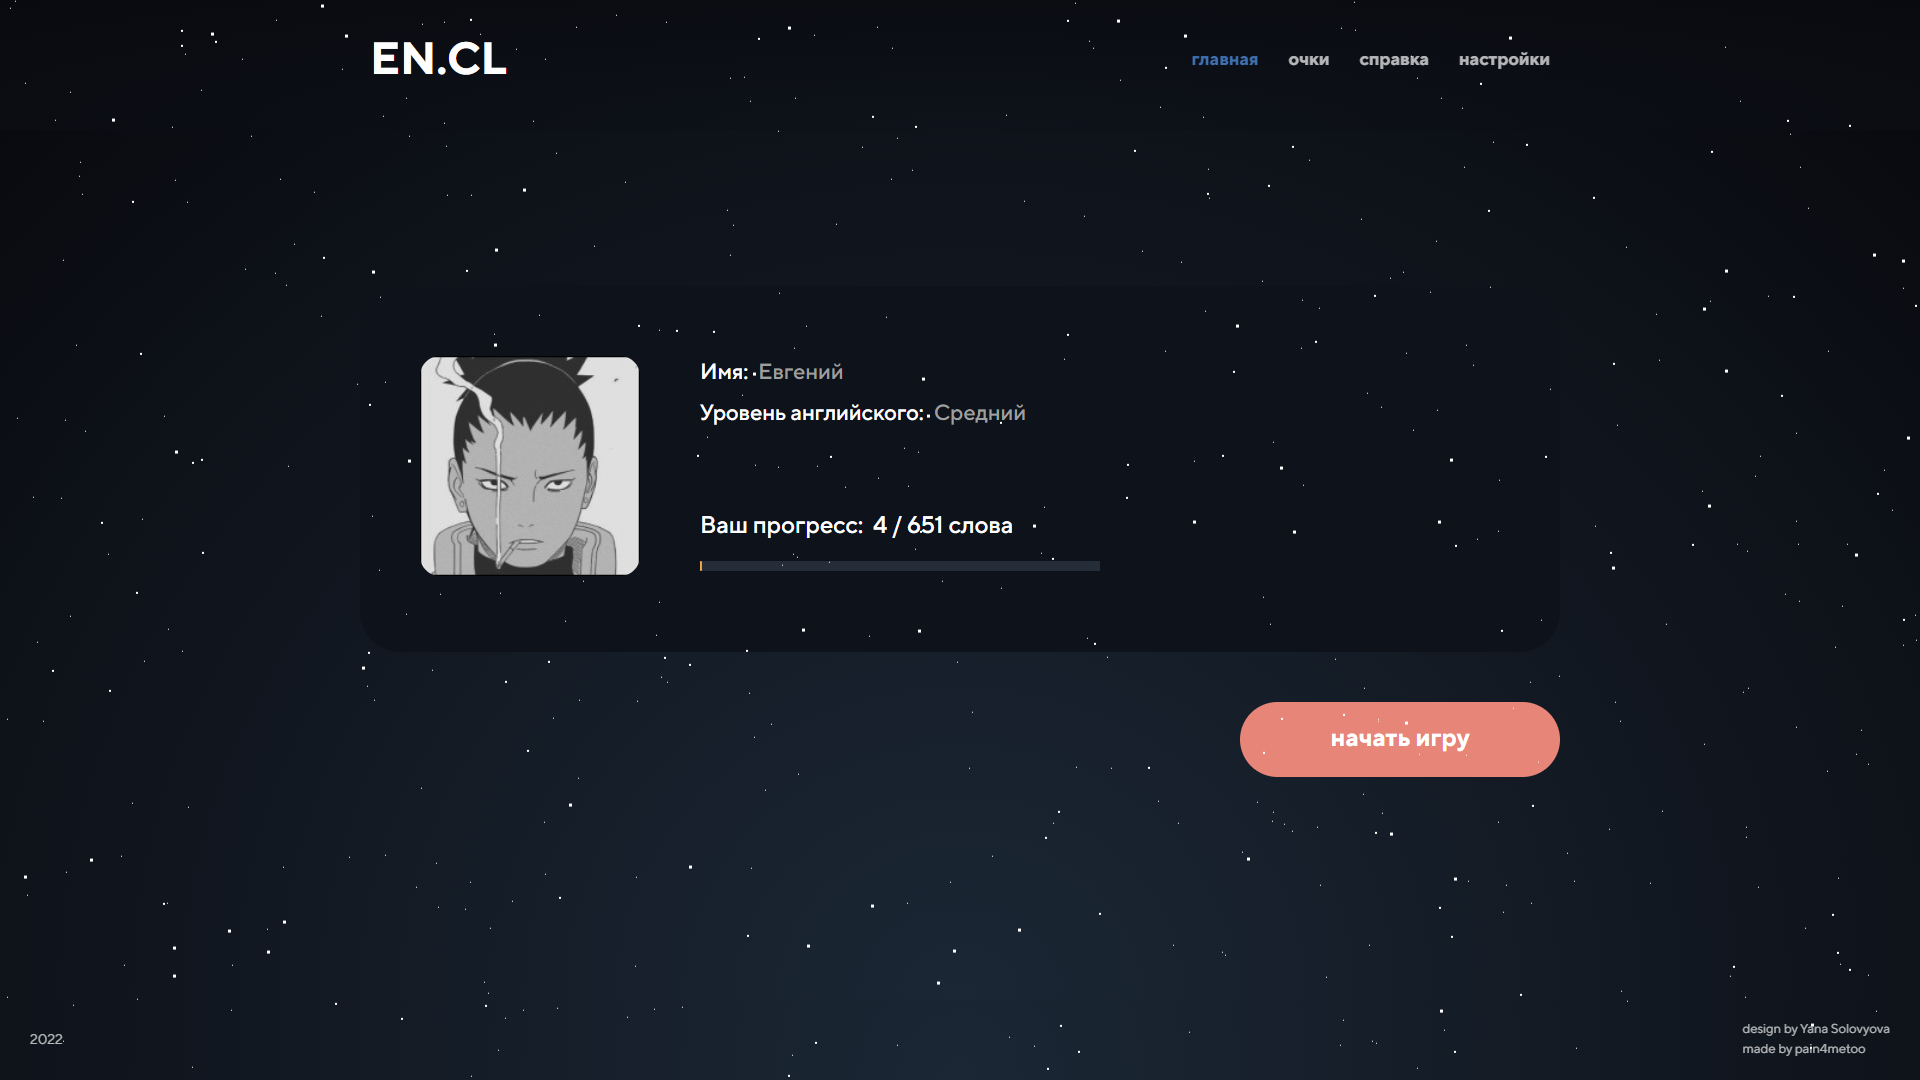 EN.CL
главная очки справка настройки
Имя: Евгений
Уровень английского: Средний
Ваш прогресс: 4 / 651 слова
начать игру
2022
design by Yana Solovyova
made by pain4metoo